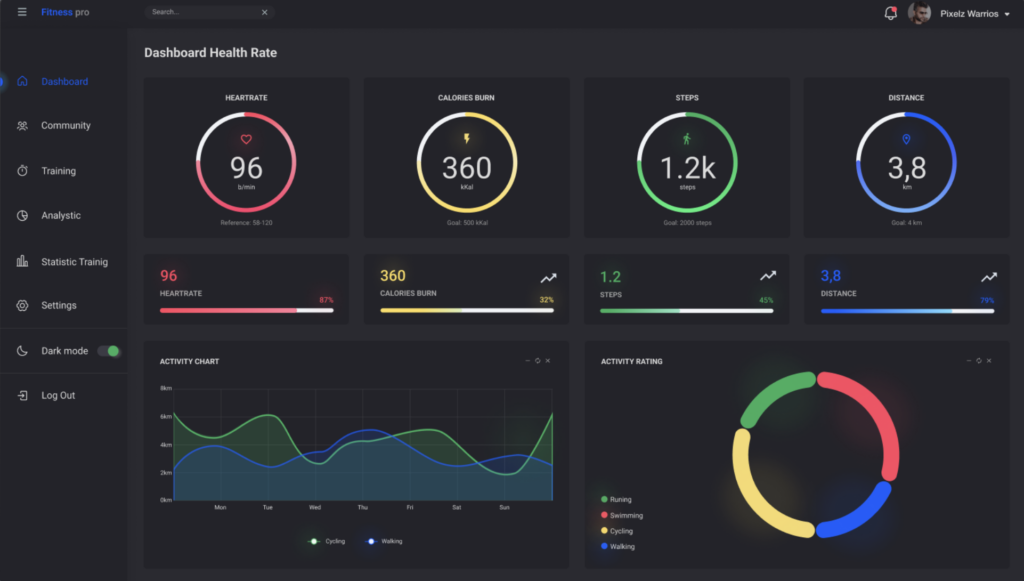 Fitness pro
Search...
Pixelz Warrios
Dashboard Health Rate
Dashboard
Community
Training
Analystic
Statistic Trainig
Settings
Dark mode
Log Out
HEARTRATE
96
b/min
Reference: 58-120
CALORIES BURN
360
kKal
Goal: 500 kKal
STEPS
1.2k
steps
Goal: 2000 steps
DISTANCE
3,8
km
Goal: 4 km
96
HEARTRATE
87%
360
CALORIES BURN
32%
1.2
STEPS
45%
3,8
DISTANCE
79%
ACTIVITY CHART
8km
6km
4km
2km
0km
Mon Tue Wed Thu Fri Sat Sun
Cycling Walking
ACTIVITY RATING
Runing
Swimming
Cycling
Walking